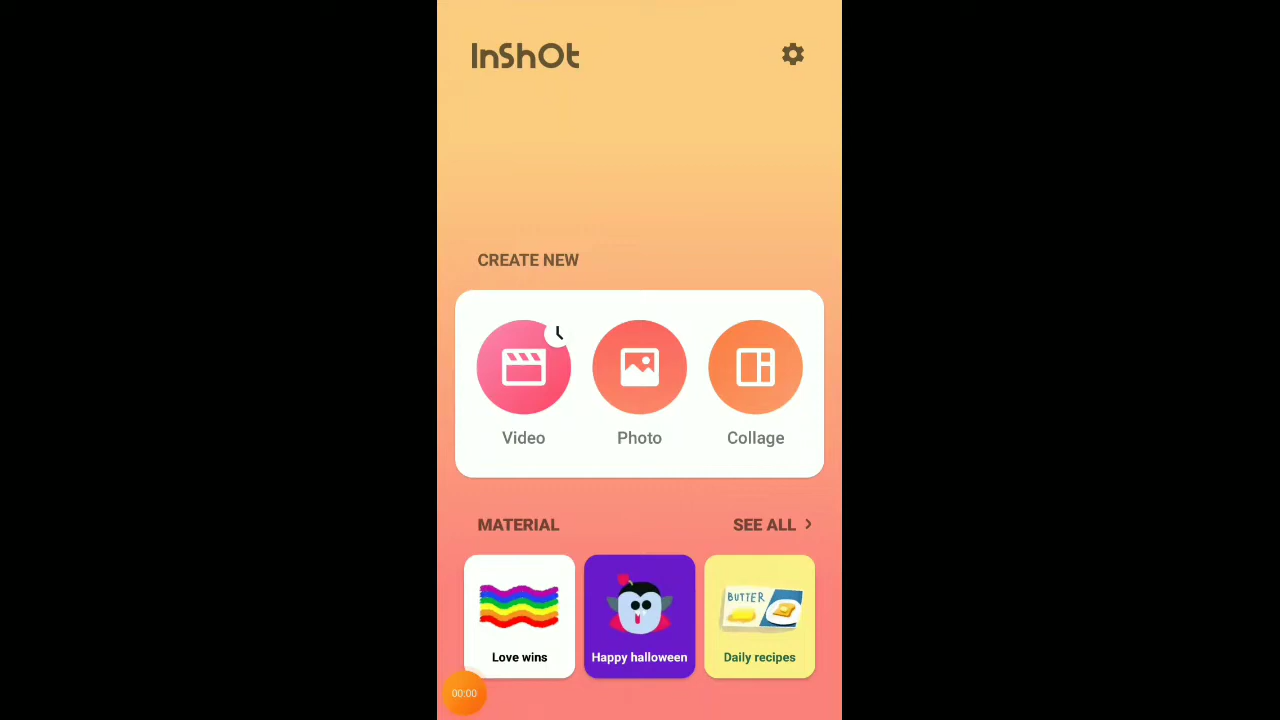 InShOt
CREATE NEW
Video Photo Collage
MATERIAL SEE ALL >
BUTTER
Love wins Happy halloween Daily recipes
00:00